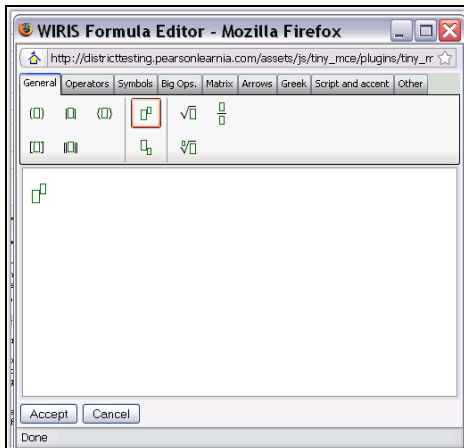 WIRIS Formula Editor - Mozilla Firefox
http://districttesting.pearsonlearnia.com/assets/js/tiny_mce/plugins/tiny_m
General Operators Symbols Big Ops. Matrix Arrows Greek Script and accent Other
Accept Cancel
Done